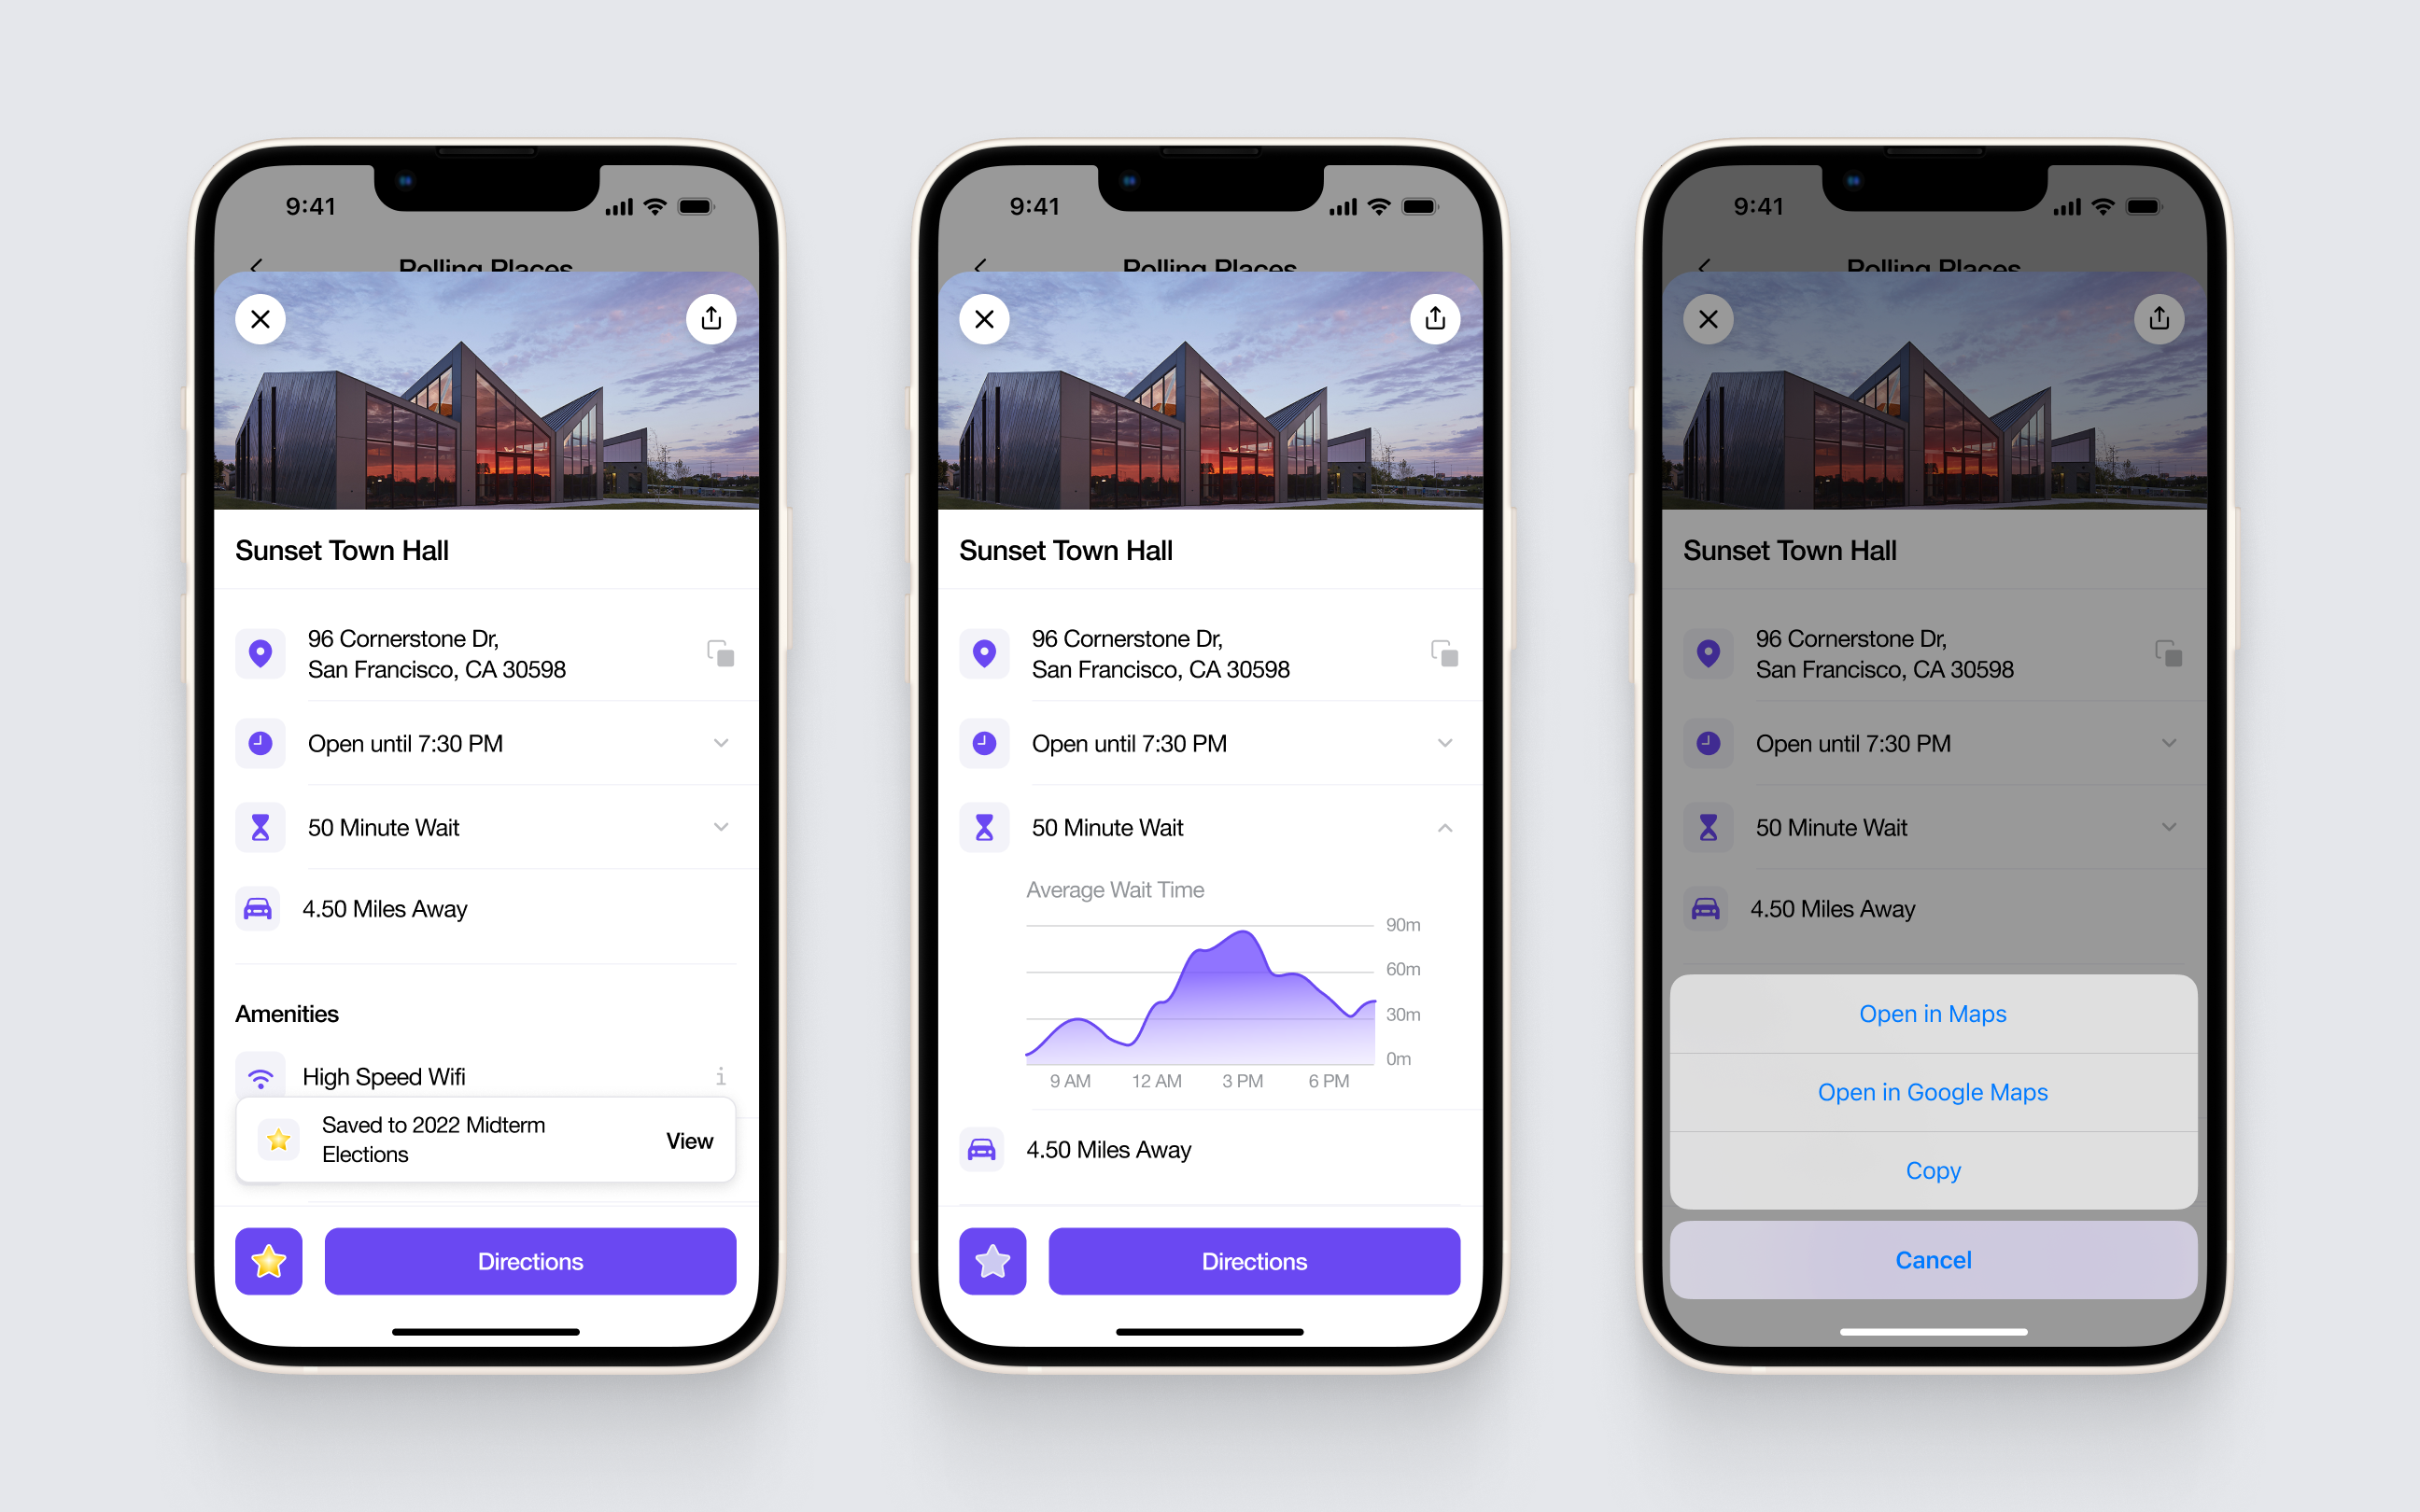 9:41
Polling Places
Sunset Town Hall
96 Cornerstone Dr,
San Francisco, CA 30598
Open until 7:30 PM
50 Minute Wait
4.50 Miles Away
Amenities
High Speed Wifi
Saved to 2022 Midterm
Elections
View
Directions
9:41
Polling Places
Sunset Town Hall
96 Cornerstone Dr,
San Francisco, CA 30598
Open until 7:30 PM
50 Minute Wait
Average Wait Time
90m
60m
30m
0m
9 AM 12 AM 3 PM 6 PM
4.50 Miles Away
Directions
9:41
Polling Places
Sunset Town Hall
96 Cornerstone Dr,
San Francisco, CA 30598
Open until 7:30 PM
50 Minute Wait
4.50 Miles Away
Open in Maps
Open in Google Maps
Copy
Cancel